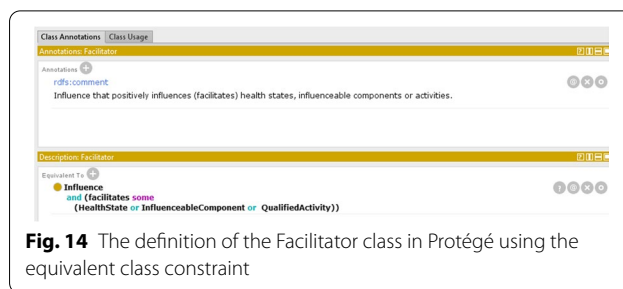 Class Annotations Class Usage
Annotations: Facilitator
Annotations
rdfs:comment
Influence that positively influences (facilitates) health states, influenceable components or activities.
Description: Facilitator
Equivalent To
Influence
and (facilitates some
(HealthState or InfluenceableComponent or QualifiedActivity))
Fig. 14 The definition of the Facilitator class in Protégé using the
equivalent class constraint